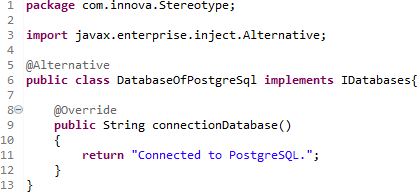 1 package com.innova.Stereotype;
2
3 import javax.enterprise.inject.Alternative;
4
5 @Alternative
6 public class DatabaseOfPostgreSql implements IDatabases{
7
8 @Override
9 public String connectionDatabase()
10 {
11 return "Connected to PostgreSQL.";
12 }
13 }